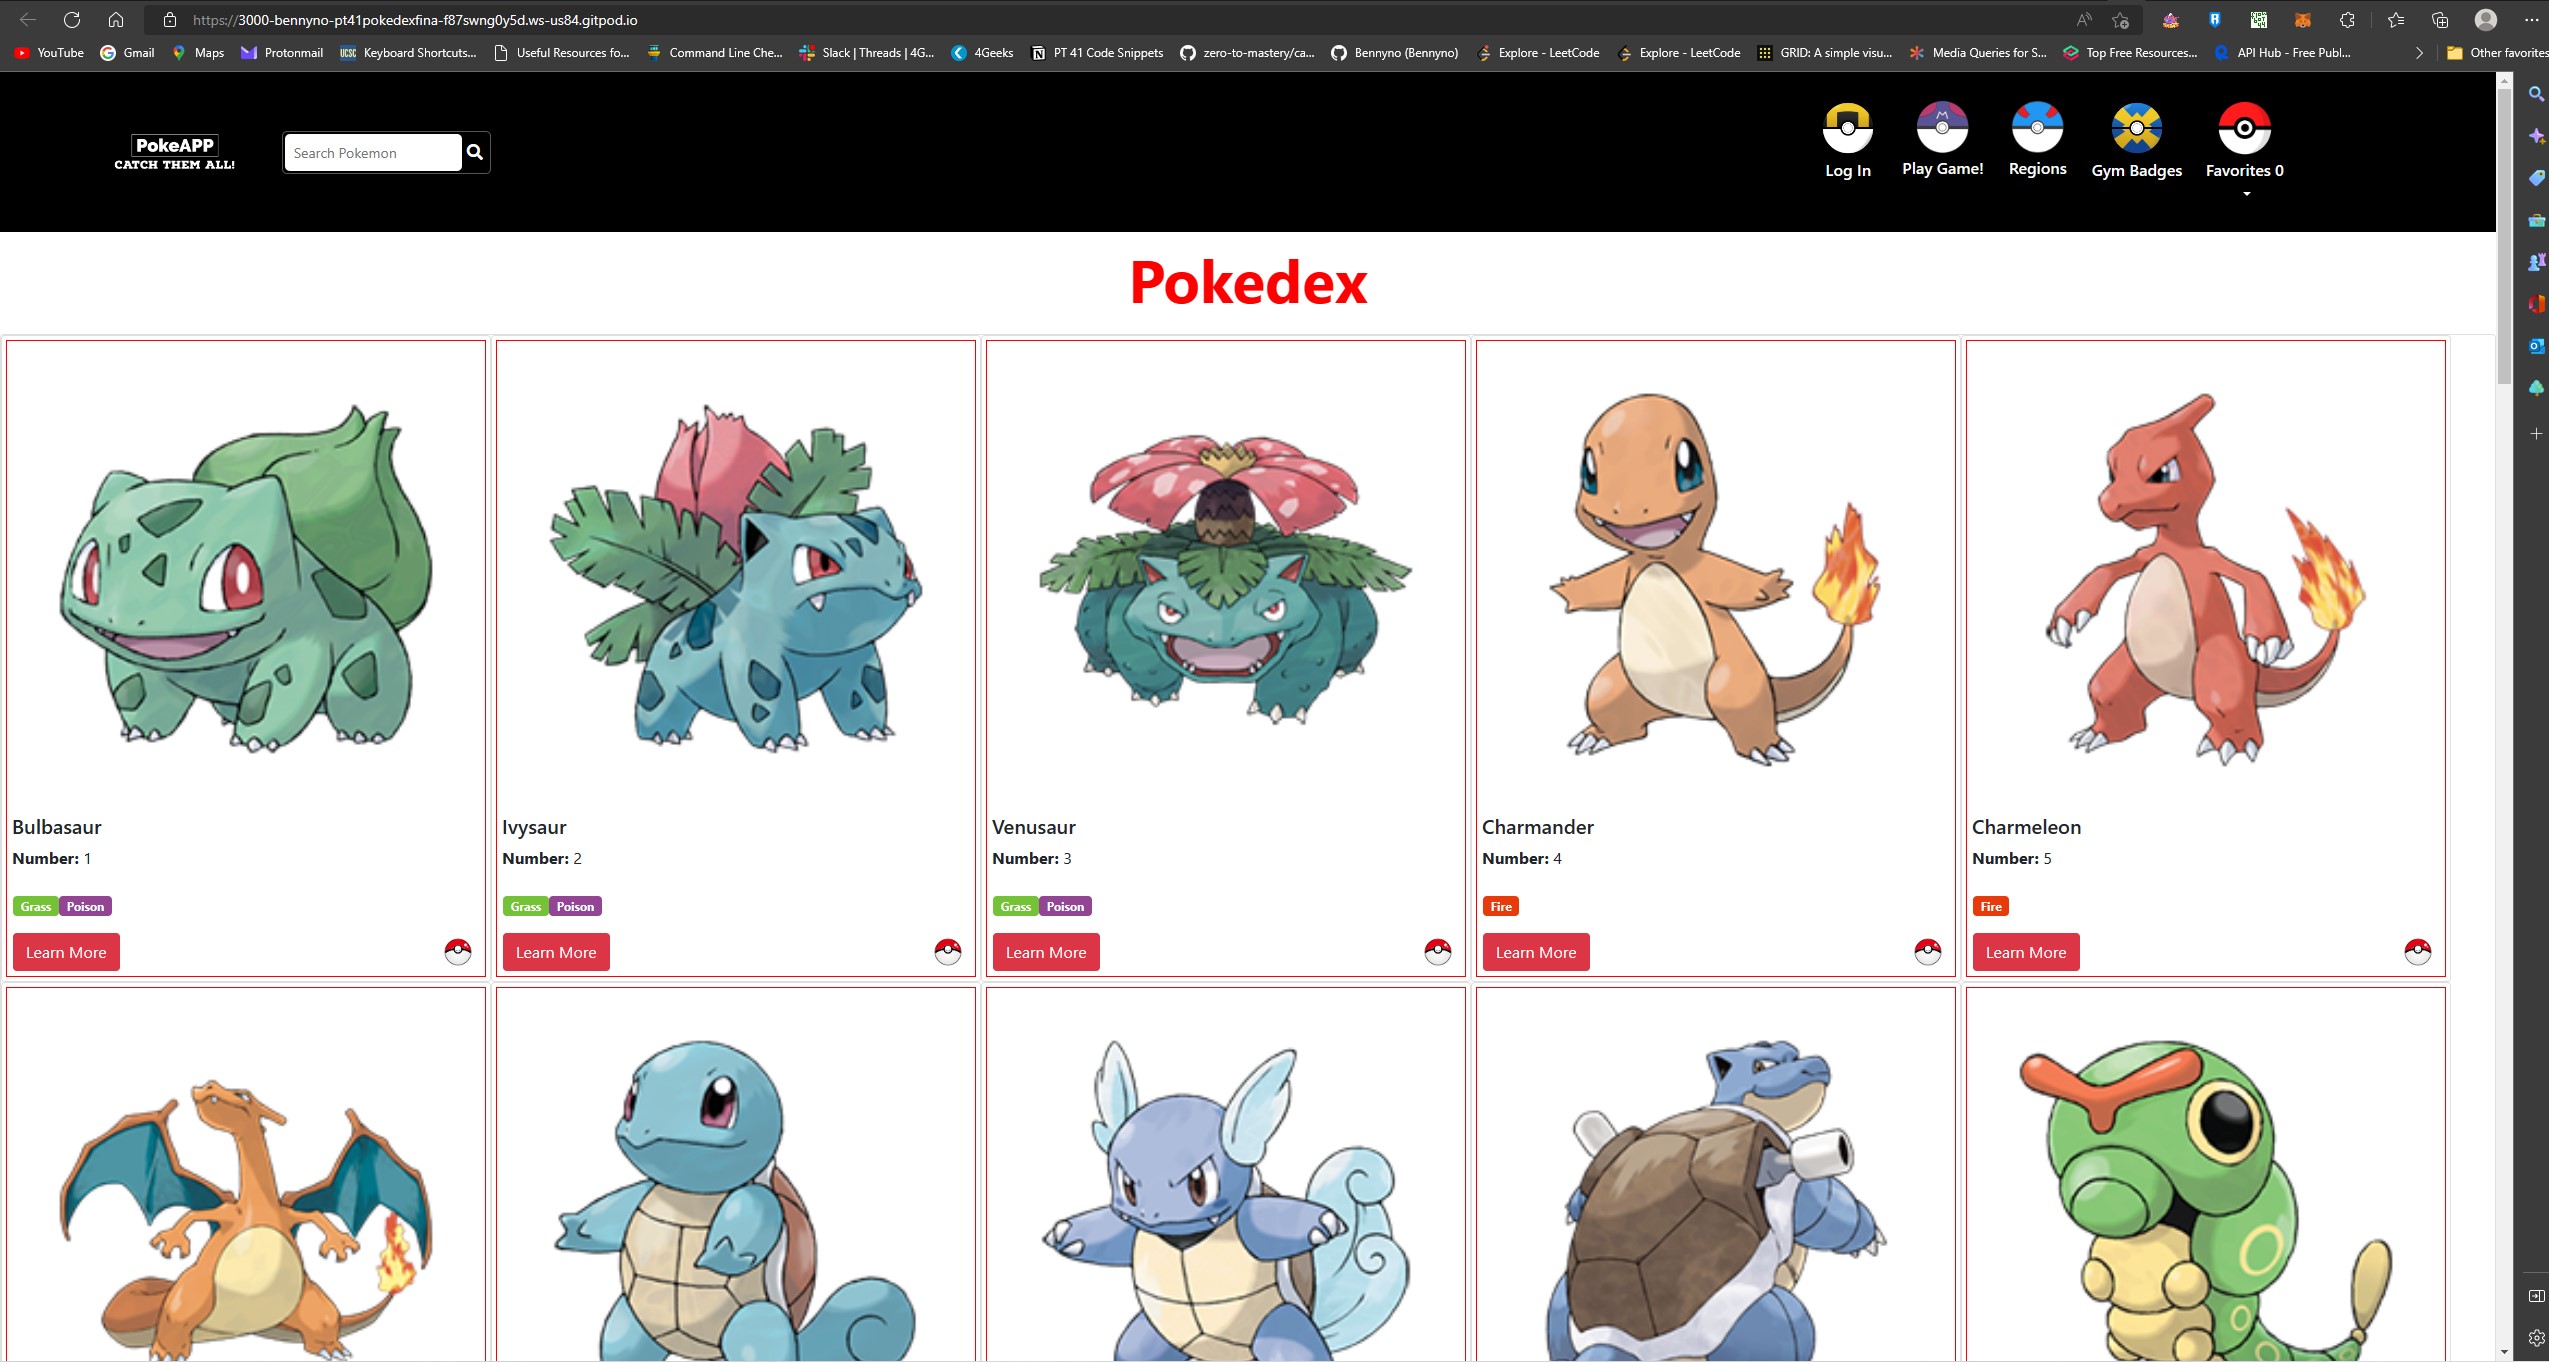 https://3000-bennyno-pt41pokedexfina-f87swng0y5d.ws-us84.gitpod.io
YouTube Gmail Maps Protonmail UCSC Keyboard Shortcuts... Useful Resources fo... Command Line Che... Slack | Threads | 4G... 4Geeks PT 41 Code Snippets zero-to-mastery/ca... Bennyno (Bennyno) Explore - LeetCode Explore - LeetCode GRID: A simple visu... Media Queries for S... Top Free Resources... API Hub - Free Publ... Other favorites
PokeAPP
CATCH THEM ALL!
Search Pokemon
Log In Play Game! Regions Gym Badges Favorites 0
Pokedex
Bulbasaur Ivysaur Venusaur Charmander Charmeleon
Number: 1 Number: 2 Number: 3 Number: 4 Number: 5
Grass Poison Grass Poison Grass Poison Fire Fire
Learn More Learn More Learn More Learn More Learn More